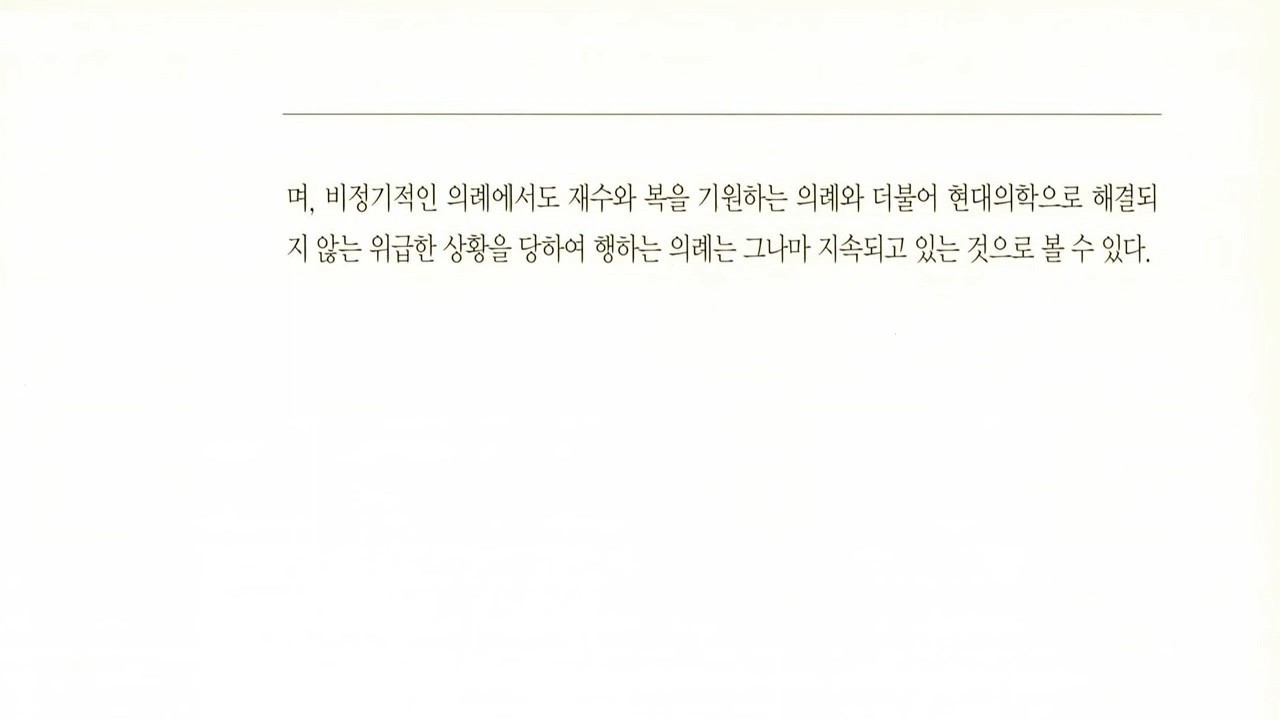 며, 비정기적인 의례에서도 재수와 복을 기원하는 의례와 더불어 현대의학으로 해결되
지 않는 위급한 상황을 당하여 행하는 의례는 그나마 지속되고 있는 것으로 볼 수 있다.